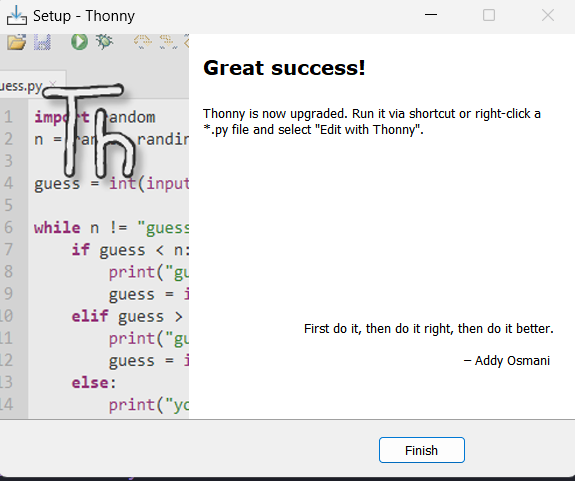 Setup - Thonny
uess.py
Th
Great success!
Thonny is now upgraded. Run it via shortcut or right-click a
*.py file and select "Edit with Thonny".
1 import random
2 n = randin
3
4 guess = int(input
5
6 while n != "guess
7 if guess < n:
8 print("gu
9 guess = i
10 elif guess >
11 print("gu
12 guess = i
13 else:
14 print("yo
First do it, then do it right, then do it better.
– Addy Osmani
Finish